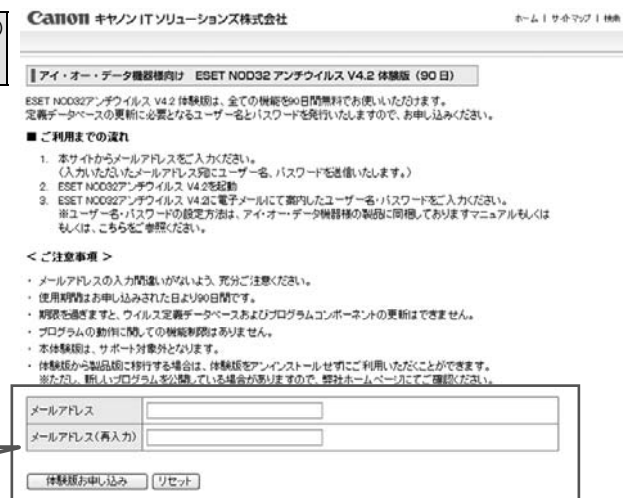 Canon キヤノンITソリューションズ株式会社
ホーム | サイトマップ | 検索
アイ・オー・データ機器様向け ESET NOD32 アンチウイルス V4.2 体験版（90 日）
ESET NOD32アンチウイルス V4.2 体験版は、全ての機能を90日間無料でお使いいただけます。
定義データベースの更新に必要となるユーザー名とパスワードを発行いたしますので、お申し込みください。
■ ご利用までの流れ
1. 本サイトからメールアドレスをご入力ください。
（入力いただいたメールアドレス宛にユーザー名、パスワードを送信いたします。）
2. ESET NOD32アンチウイルス V4.2を起動
3. ESET NOD32アンチウイルス V4.2に電子メールにて案内したユーザー名・パスワードをご入力ください。
※ユーザー名・パスワードの設定方法は、アイ・オー・データ機器様の製品に同梱しておりますマニュアルもしくは
もしくは、こちらをご参照ください。
＜ご注意事項＞
・ メールアドレスの入力間違いがないよう、充分ご注意ください。
・ 使用期間はお申し込みされた日より90日間です。
・ 期限を過ぎますと、ウイルス定義データベースおよびプログラムコンポーネントの更新はできません。
・ プログラムの動作に関しての機能制限はありません。
・ 本体験版は、サポート対象外となります。
・ 体験版から製品版に移行する場合は、体験版をアンインストールせずにご利用いただくことができます。
※ただし、新しいプログラムを公開している場合がありますので、弊社ホームページにてご確認ください。
メールアドレス
メールアドレス(再入力)
体験版お申し込み リセット